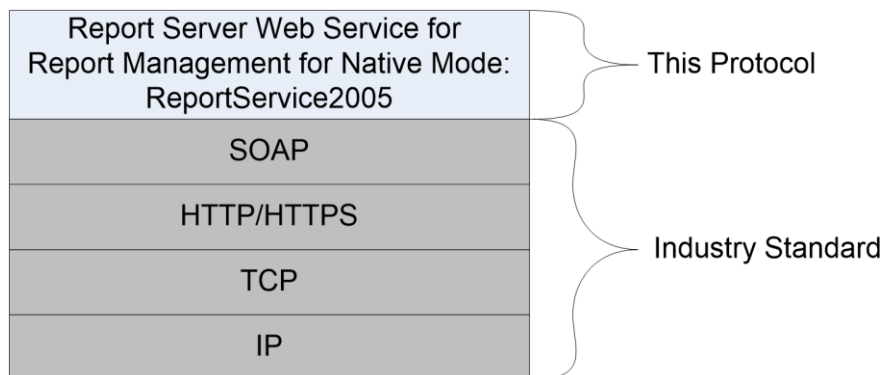 Report Server Web Service for
Report Management for Native Mode:
ReportService2005
This Protocol
SOAP
HTTP/HTTPS
TCP
IP
Industry Standard